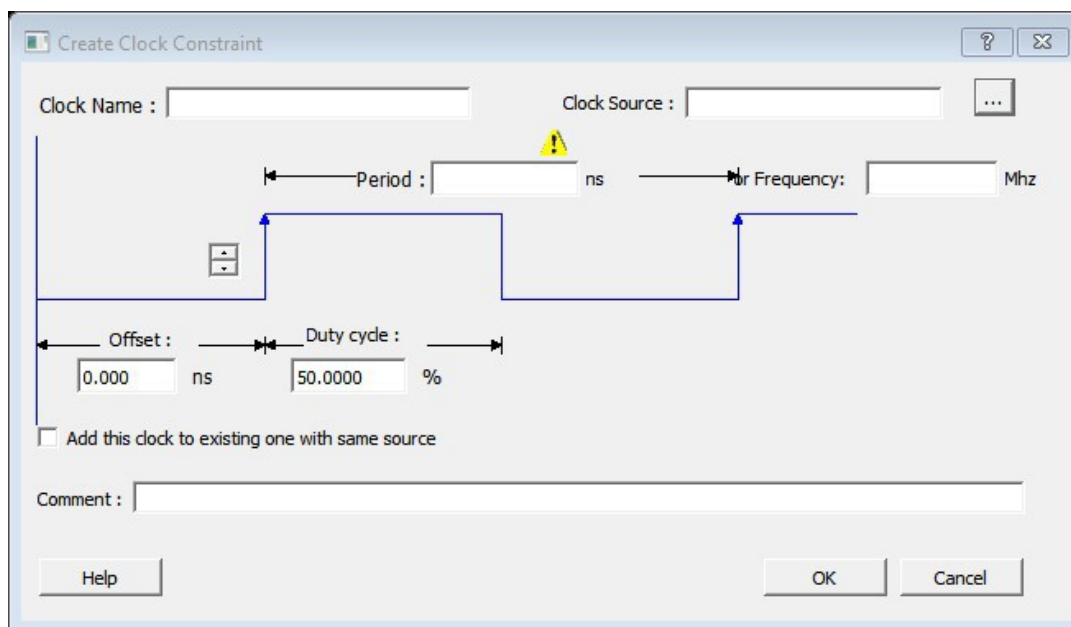 Create Clock Constraint
Clock Name : Clock Source : ...
Period : ns or Frequency: Mhz
Offset : Duty cycle :
0.000 ns 50.0000 %
Add this clock to existing one with same source
Comment :
Help OK Cancel